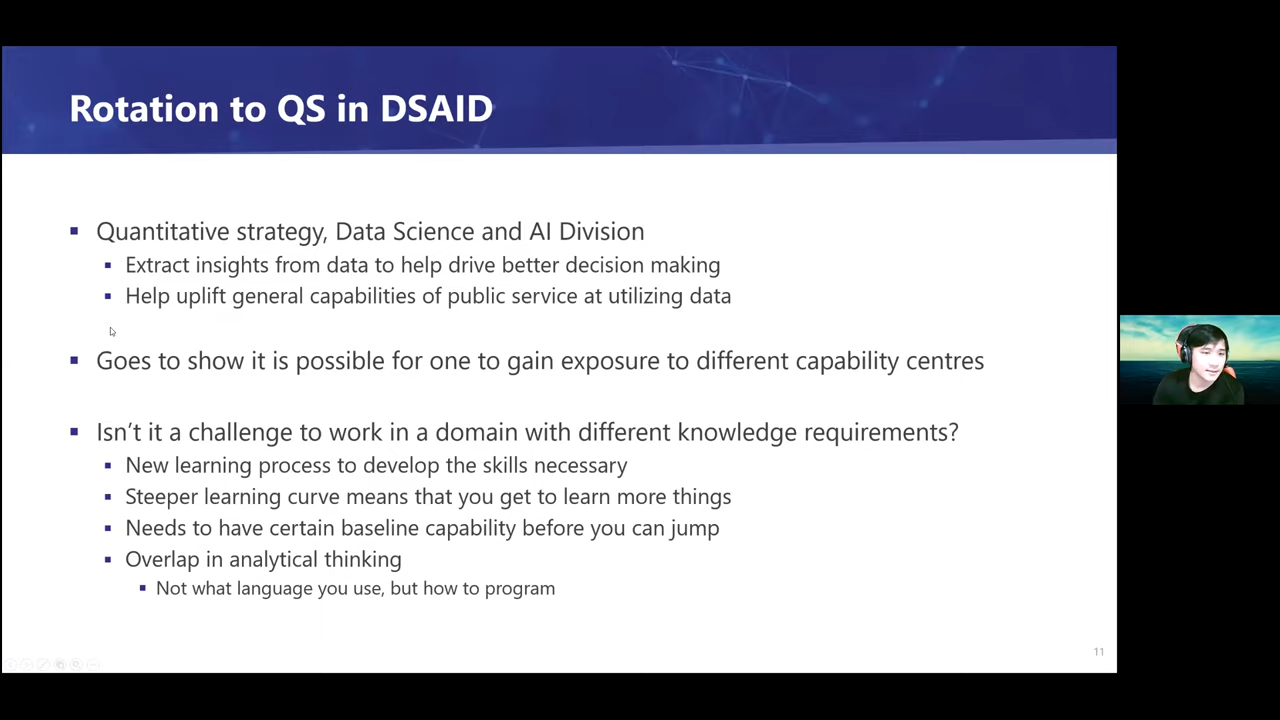 Rotation to QS in DSAID
Quantitative strategy, Data Science and AI Division
Extract insights from data to help drive better decision making
Help uplift general capabilities of public service at utilizing data
Goes to show it is possible for one to gain exposure to different capability centres
Isn't it a challenge to work in a domain with different knowledge requirements?
New learning process to develop the skills necessary
Steeper learning curve means that you get to learn more things
Needs to have certain baseline capability before you can jump
Overlap in analytical thinking
Not what language you use, but how to program
11